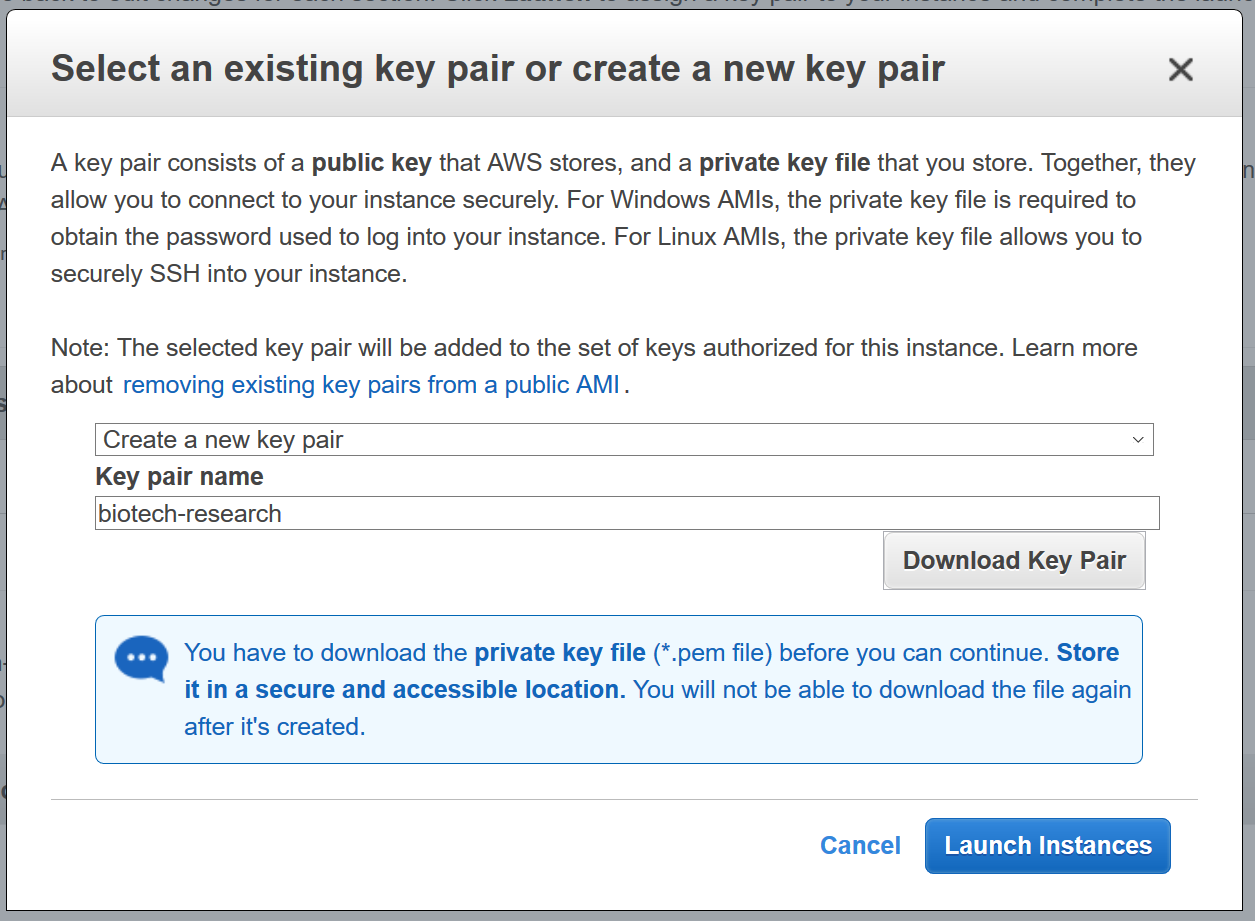 Select an existing key pair or create a new key pair
A key pair consists of a public key that AWS stores, and a private key file that you store. Together, they
allow you to connect to your instance securely. For Windows AMIs, the private key file is required to
obtain the password used to log into your instance. For Linux AMIs, the private key file allows you to
securely SSH into your instance.
Note: The selected key pair will be added to the set of keys authorized for this instance. Learn more
about removing existing key pairs from a public AMI.
Create a new key pair
Key pair name
biotech-research
Download Key Pair
You have to download the private key file (*.pem file) before you can continue. Store
it in a secure and accessible location. You will not be able to download the file again
after it's created.
Cancel
Launch Instances